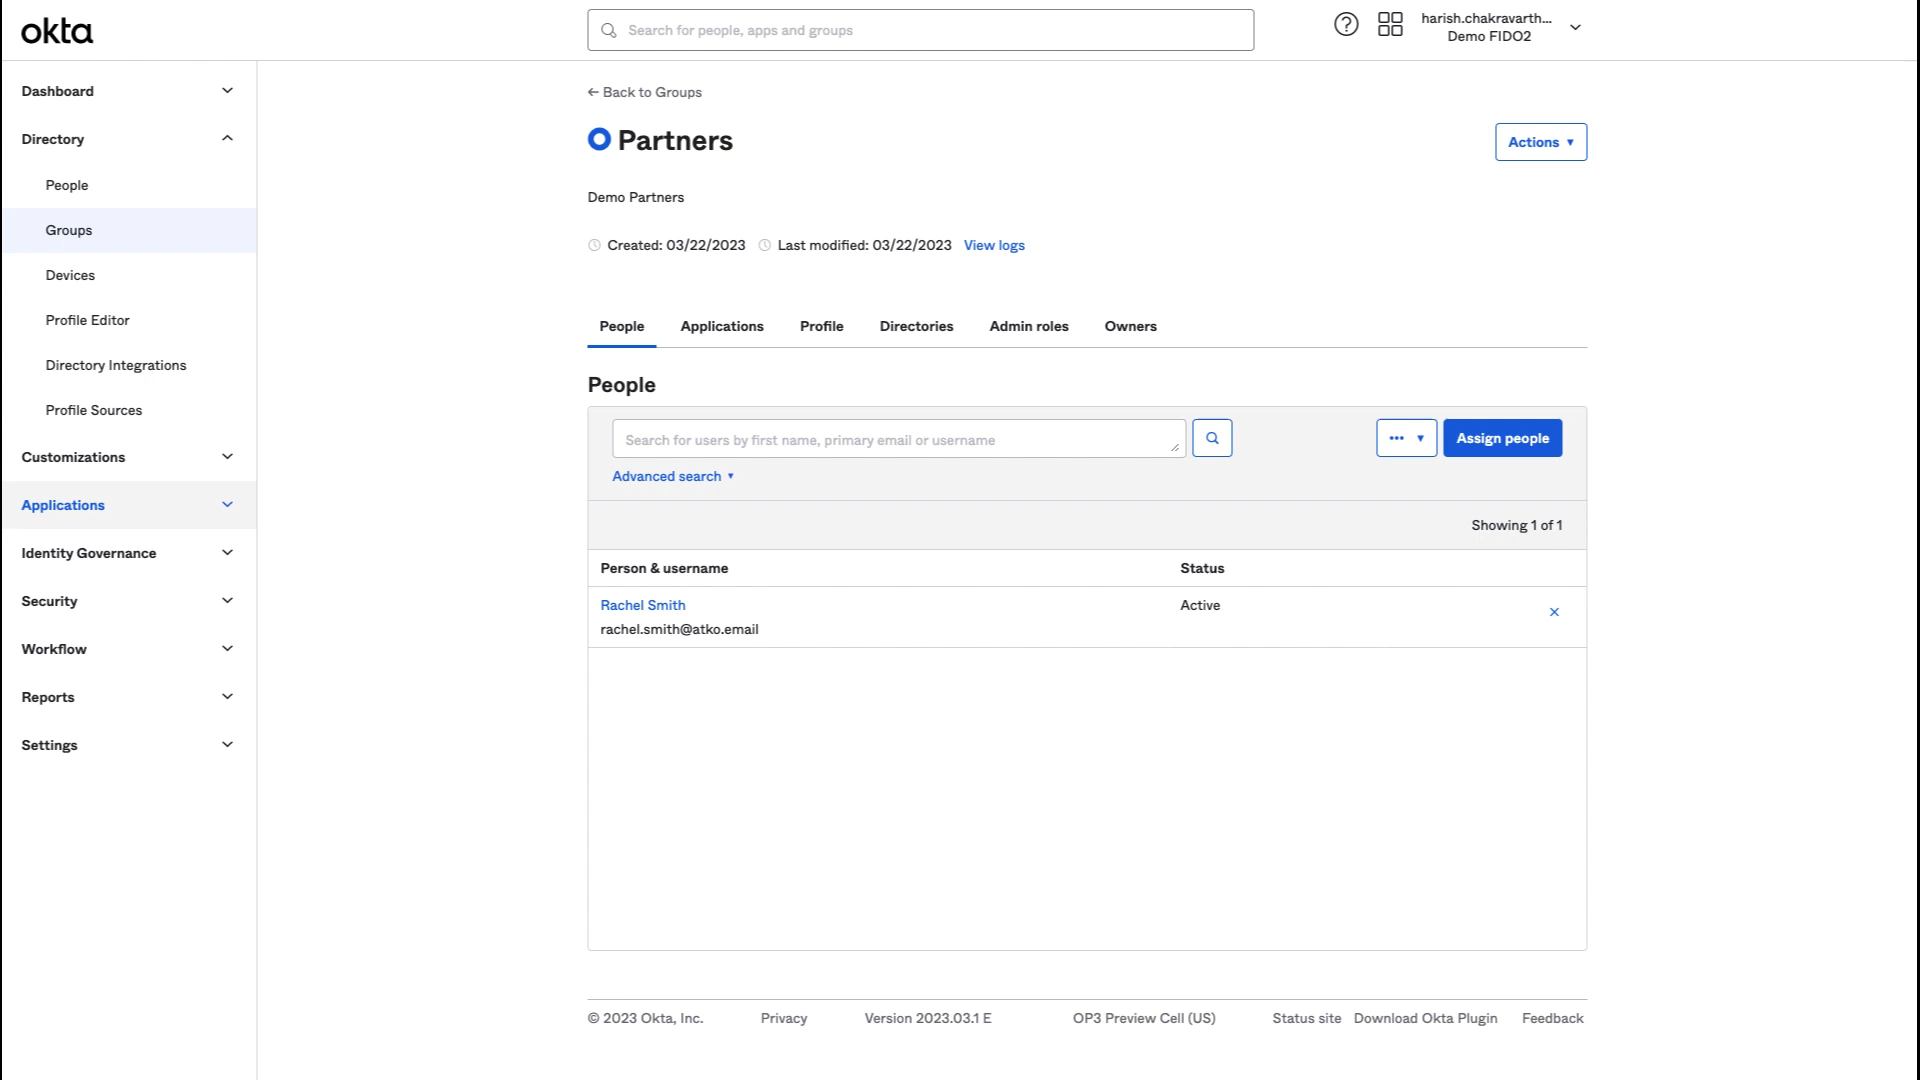 okta
Search for people, apps and groups
harish.chakravarth...
Demo FIDO2
Dashboard
Directory
People
Groups
Devices
Profile Editor
Directory Integrations
Profile Sources
Customizations
Applications
Identity Governance
Security
Workflow
Reports
Settings
← Back to Groups
Partners
Actions ▼
Demo Partners
Created: 03/22/2023 Last modified: 03/22/2023 View logs
People Applications Profile Directories Admin roles Owners
People
Search for users by first name, primary email or username
••• ▼ Assign people
Advanced search ▼
Showing 1 of 1
Person & username Status
Rachel Smith Active
rachel.smith@atko.email
© 2023 Okta, Inc. Privacy Version 2023.03.1 E OP3 Preview Cell (US) Status site Download Okta Plugin Feedback